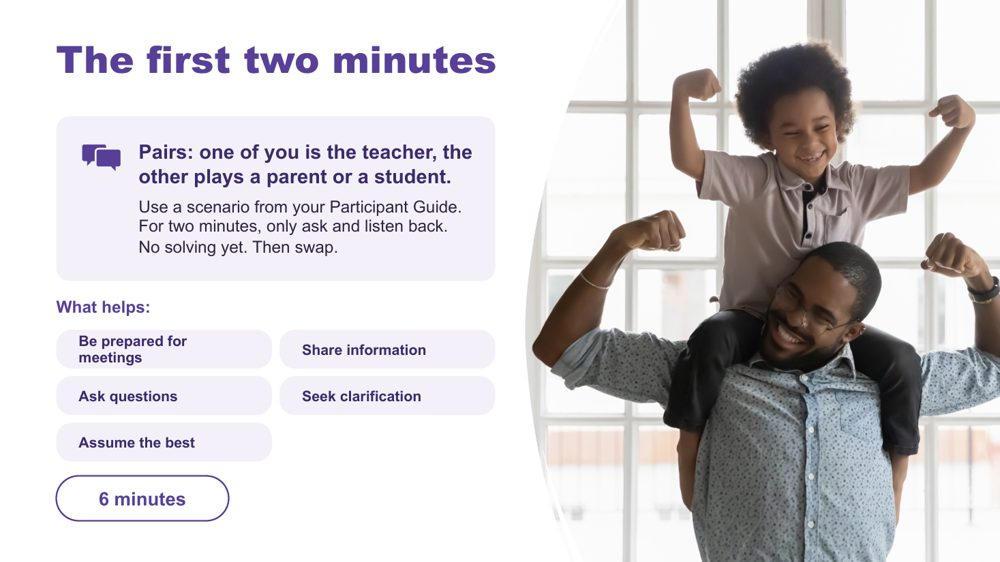 The first two minutes
Pairs: one of you is the teacher, the
other plays a parent or a student.
Use a scenario from your Participant Guide.
For two minutes, only ask and listen back.
No solving yet. Then swap.
What helps:
Be prepared for
meetings
Share information
Ask questions
Seek clarification
Assume the best
6 minutes